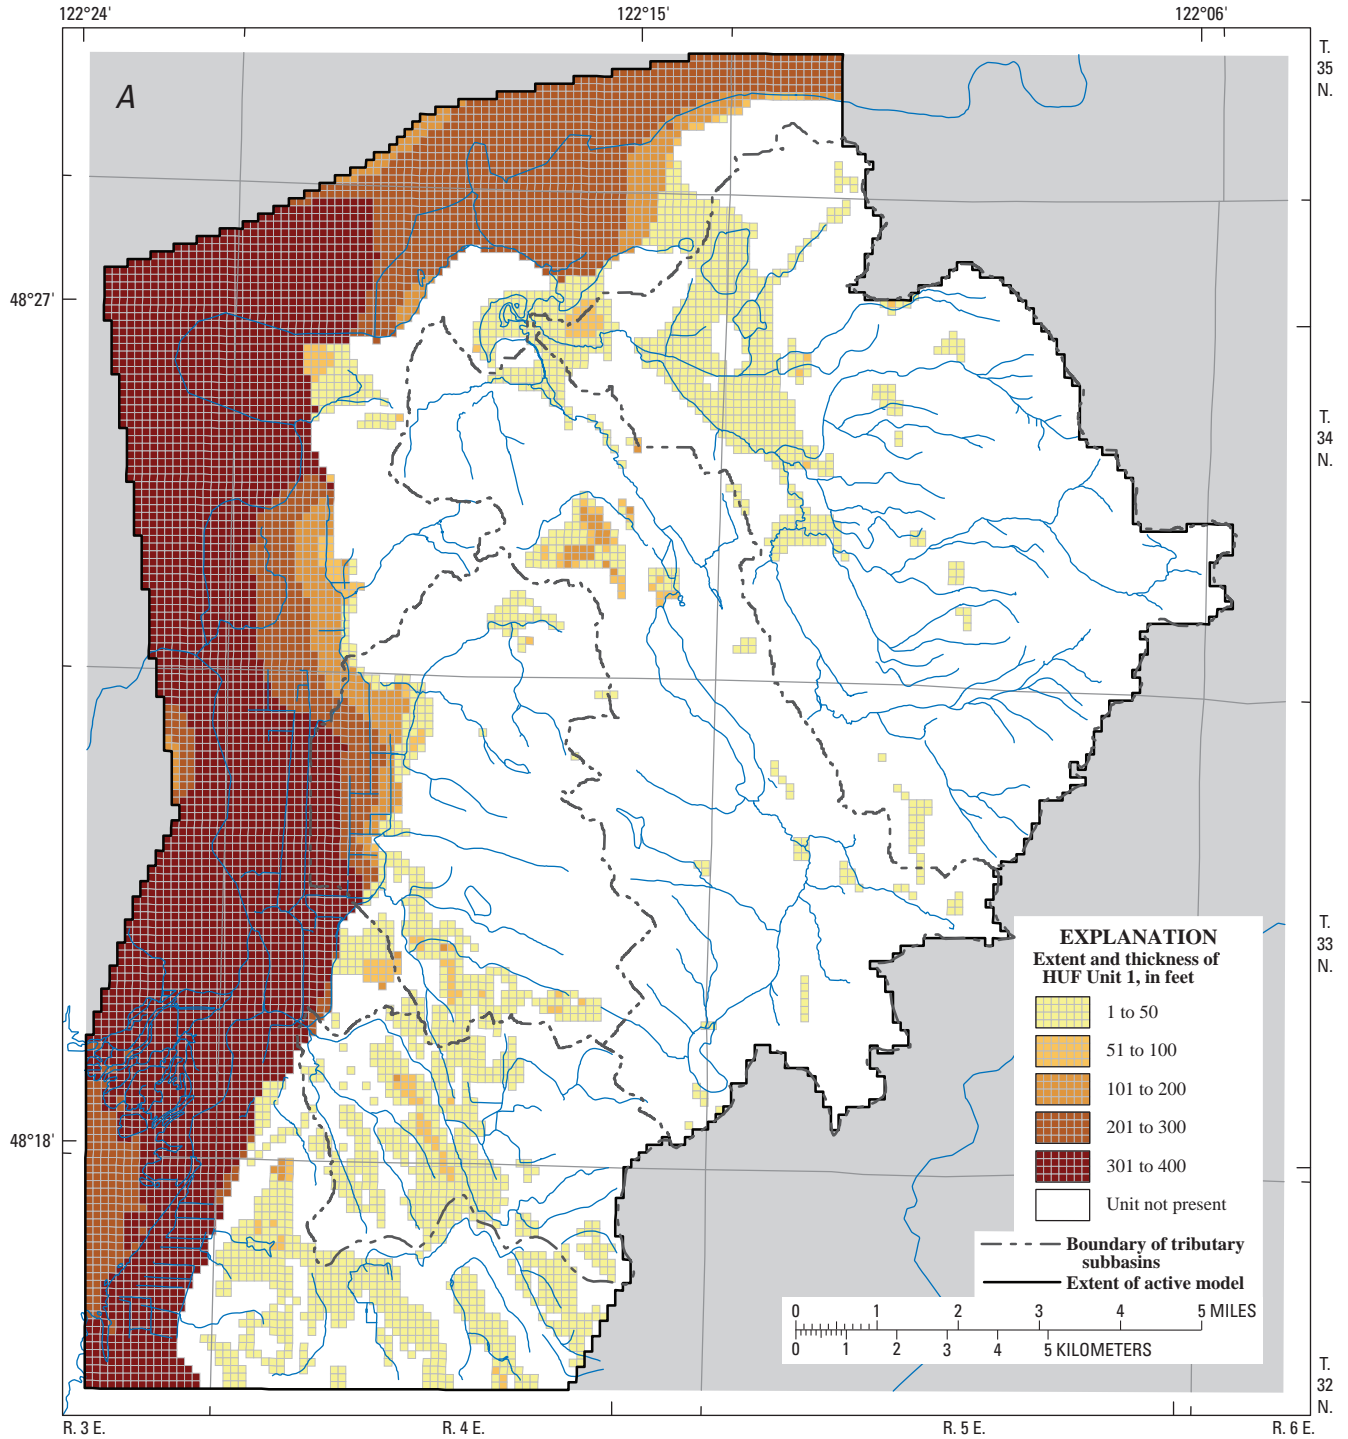 122°24'
122°15'
122°06'
T.
35
N.
A
48°27'
T.
34
N.
T.
33
N.
EXPLANATION
Extent and thickness of
HUF Unit 1, in feet
1 to 50
51 to 100
101 to 200
201 to 300
301 to 400
Unit not present
Boundary of tributary
subbasins
Extent of active model
48°18'
0 1 2 3 4 5 MILES
0 1 2 3 4 5 KILOMETERS
T.
32
N.
R. 3 E.
R. 4 E.
R. 5 E.
R. 6 E.